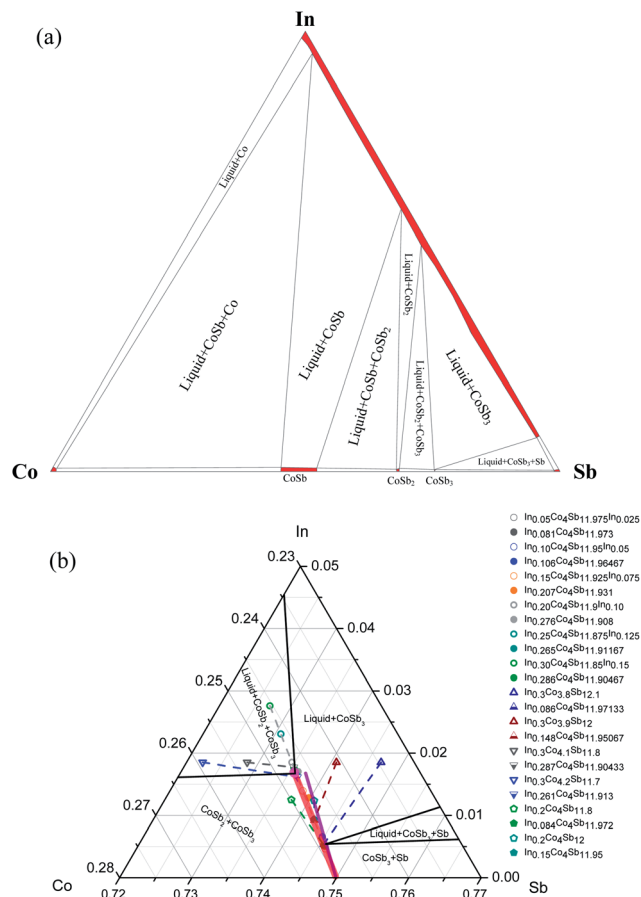 (a)
In
Liquid+Co
Liquid+CoSb+Co
Liquid+CoSb
Liquid+CoSb+CoSb₂
Liquid+CoSb₂
Liquid+CoSb₂+CoSb₃
Liquid+CoSb₃
Liquid+CoSb₃+Sb
Co
CoSb
CoSb₂
CoSb₃
Sb
(b)
In
0.23
0.05
0.24
0.04
0.25
0.03
0.26
0.02
0.27
0.01
0.28
0.00
Liquid+CoSb₂+CoSb₃
Liquid+CoSb₃
CoSb₂+CoSb₃
Liquid+CoSb₃+Sb
CoSb₃+Sb
Co
Sb
0.72
0.73
0.74
0.75
0.76
0.77
In0.05Co4Sb11.975In0.025
In0.081Co4Sb11.973
In0.10Co4Sb11.95In0.05
In0.106Co4Sb11.96467
In0.15Co4Sb11.925In0.075
In0.207Co4Sb11.931
In0.20Co4Sb11.9In0.10
In0.276Co4Sb11.908
In0.25Co4Sb11.875In0.125
In0.265Co4Sb11.91167
In0.30Co4Sb11.85In0.15
In0.286Co4Sb11.90467
In0.3Co3.8Sb12.1
In0.086Co4Sb11.97133
In0.3Co3.9Sb12
In0.148Co4Sb11.95067
In0.3Co4.1Sb11.8
In0.287Co4Sb11.90433
In0.3Co4.2Sb11.7
In0.261Co4Sb11.913
In0.2Co4Sb11.8
In0.084Co4Sb11.972
In0.2Co4Sb12
In0.15Co4Sb11.95